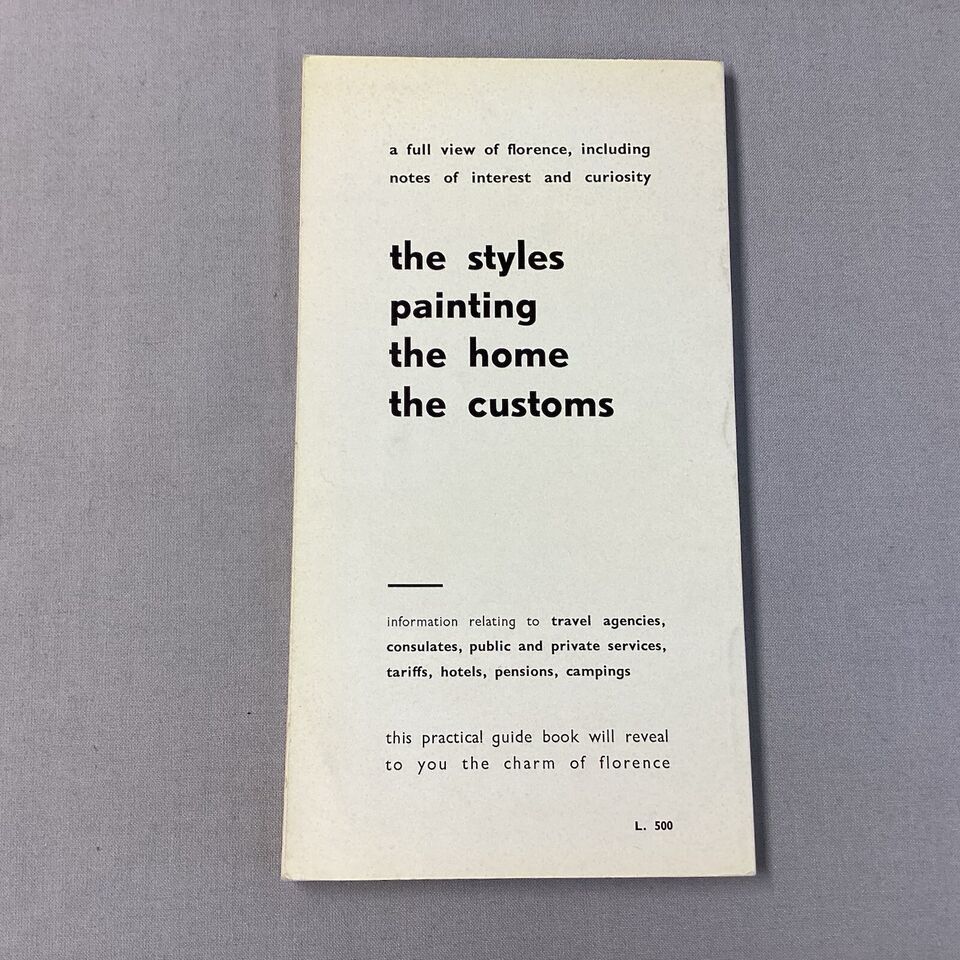 a full view of florence, including
notes of interest and curiosity
the styles
painting
the home
the customs
information relating to travel agencies,
consulates, public and private services,
tariffs, hotels, pensions, campings
this practical guide book will reveal
to you the charm of florence
L. 500